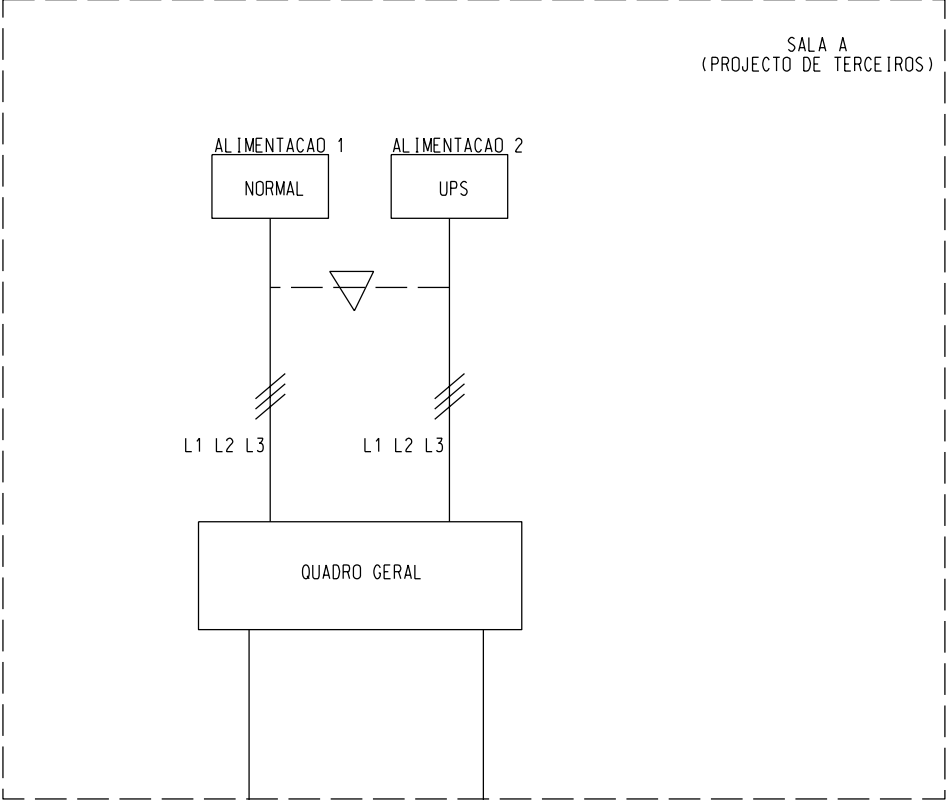 SALA A
(PROJECTO DE TERCEIROS)
ALIMENTACAO 1
ALIMENTACAO 2
NORMAL
UPS
L1 L2 L3
L1 L2 L3
QUADRO GERAL